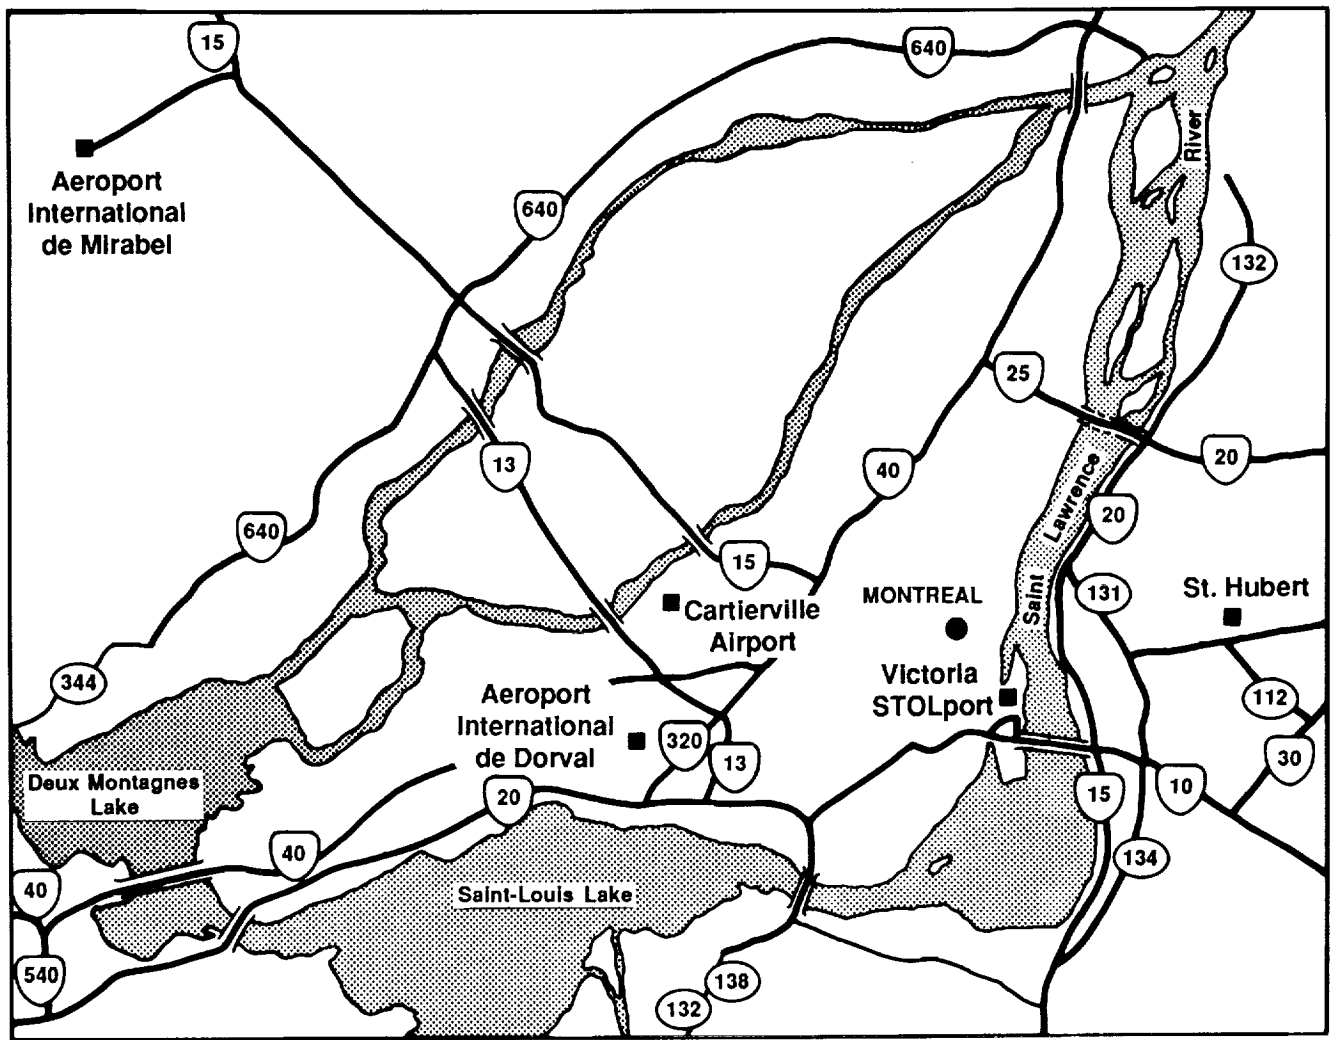 15
640
River
Aeroport
International
de Mirabel
640
132
25
13
40
20
Lawrence
20
640
15
MONTREAL
Saint
131
St. Hubert
Cartierville
Airport
344
Victoria
STOLport
112
Aeroport
International
de Dorval
320
13
30
Deux Montagnes
Lake
20
15
10
40
134
40
Saint-Louis Lake
540
138
132